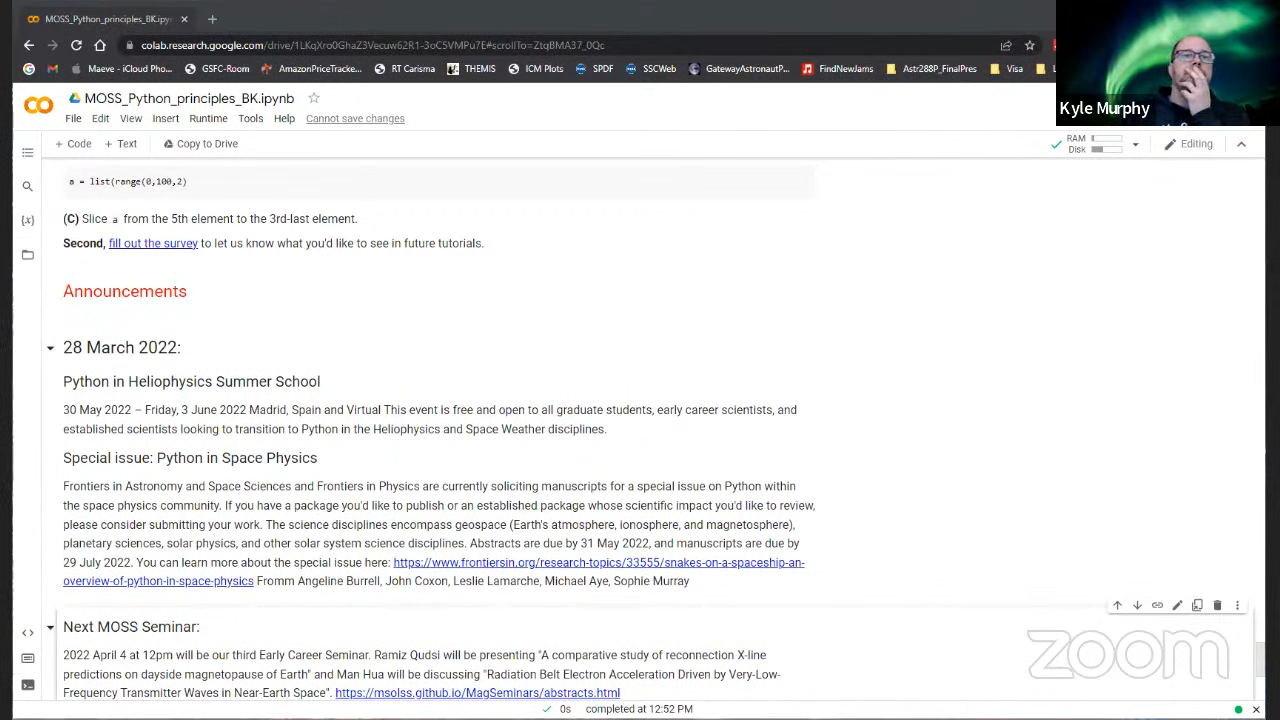 MOSS_Python_principles_BK.ipyn
colab.research.google.com/drive/1LKqXro0GhaZ3Vecuw62R1-3oC5VMPu7E#scrollTo=ZtqBMA37_0Qc
Maeve - iCloud Pho... GSFC-Room AmazonPriceTracke... RT Carisma THEMIS ICM Plots SPDF SSCWeb GatewayAstronautP... FindNewJams Astr288P_FinalPres Visa
Kyle Murphy
MOSS_Python_principles_BK.ipynb
File Edit View Insert Runtime Tools Help Cannot save changes
+ Code + Text Copy to Drive
RAM
Disk
Editing
a = list(range(0,100,2)
(C) Slice a from the 5th element to the 3rd-last element.
Second, fill out the survey to let us know what you'd like to see in future tutorials.
Announcements
28 March 2022:
Python in Heliophysics Summer School
30 May 2022 – Friday, 3 June 2022 Madrid, Spain and Virtual This event is free and open to all graduate students, early career scientists, and
established scientists looking to transition to Python in the Heliophysics and Space Weather disciplines.
Special issue: Python in Space Physics
Frontiers in Astronomy and Space Sciences and Frontiers in Physics are currently soliciting manuscripts for a special issue on Python within
the space physics community. If you have a package you'd like to publish or an established package whose scientific impact you'd like to review,
please consider submitting your work. The science disciplines encompass geospace (Earth's atmosphere, ionosphere, and magnetosphere),
planetary sciences, solar physics, and other solar system science disciplines. Abstracts are due by 31 May 2022, and manuscripts are due by
29 July 2022. You can learn more about the special issue here: https://www.frontiersin.org/research-topics/33555/snakes-on-a-spaceship-an-
overview-of-python-in-space-physics Fromm Angeline Burrell, John Coxon, Leslie Lamarche, Michael Aye, Sophie Murray
Next MOSS Seminar:
2022 April 4 at 12pm will be our third Early Career Seminar. Ramiz Qudsi will be presenting "A comparative study of reconnection X-line
predictions on dayside magnetopause of Earth" and Man Hua will be discussing "Radiation Belt Electron Acceleration Driven by Very-Low-
Frequency Transmitter Waves in Near-Earth Space". https://msolss.github.io/MagSeminars/abstracts.html
zoom
0s completed at 12:52 PM